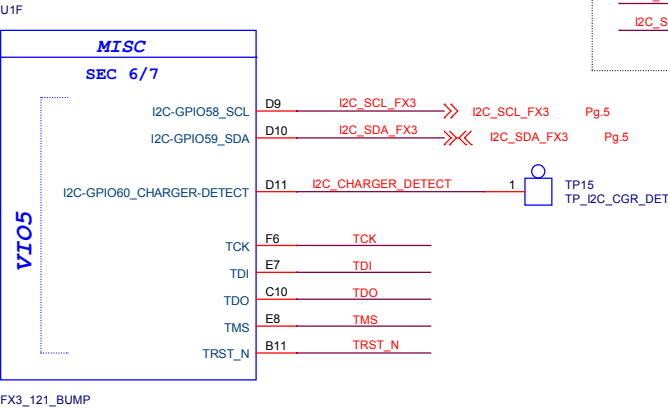 U1F
I2C_S
MISC
SEC 6/7
I2C-GPIO58_SCL D9 I2C_SCL_FX3 I2C_SCL_FX3 Pg.5
I2C-GPIO59_SDA D10 I2C_SDA_FX3 I2C_SDA_FX3 Pg.5
I2C-GPIO60_CHARGER-DETECT D11 I2C_CHARGER_DETECT 1 TP15
TP_I2C_CGR_DET
VIO5
TCK F6 TCK
TDI E7 TDI
TDO C10 TDO
TMS E8 TMS
TRST_N B11 TRST_N
FX3_121_BUMP